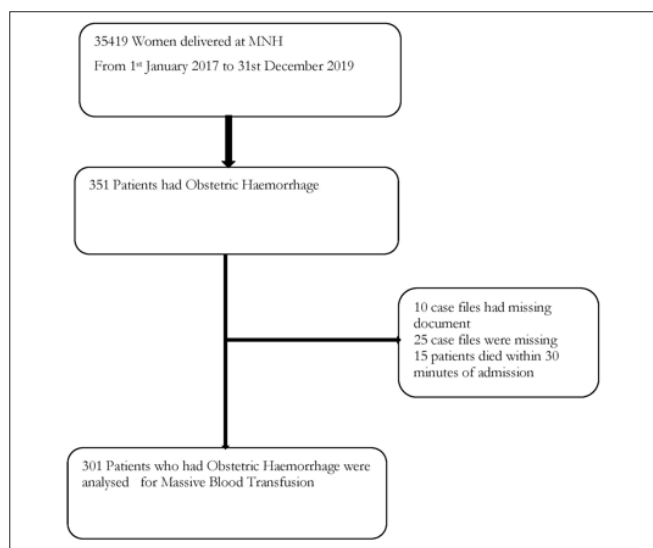 35419 Women delivered at MNH
From 1st January 2017 to 31st December 2019
351 Patients had Obstetric Haemorrhage
10 case files had missing
document
25 case files were missing
15 patients died within 30
minutes of admission
301 Patients who had Obstetric Haemorrhage were
analysed for Massive Blood Transfusion